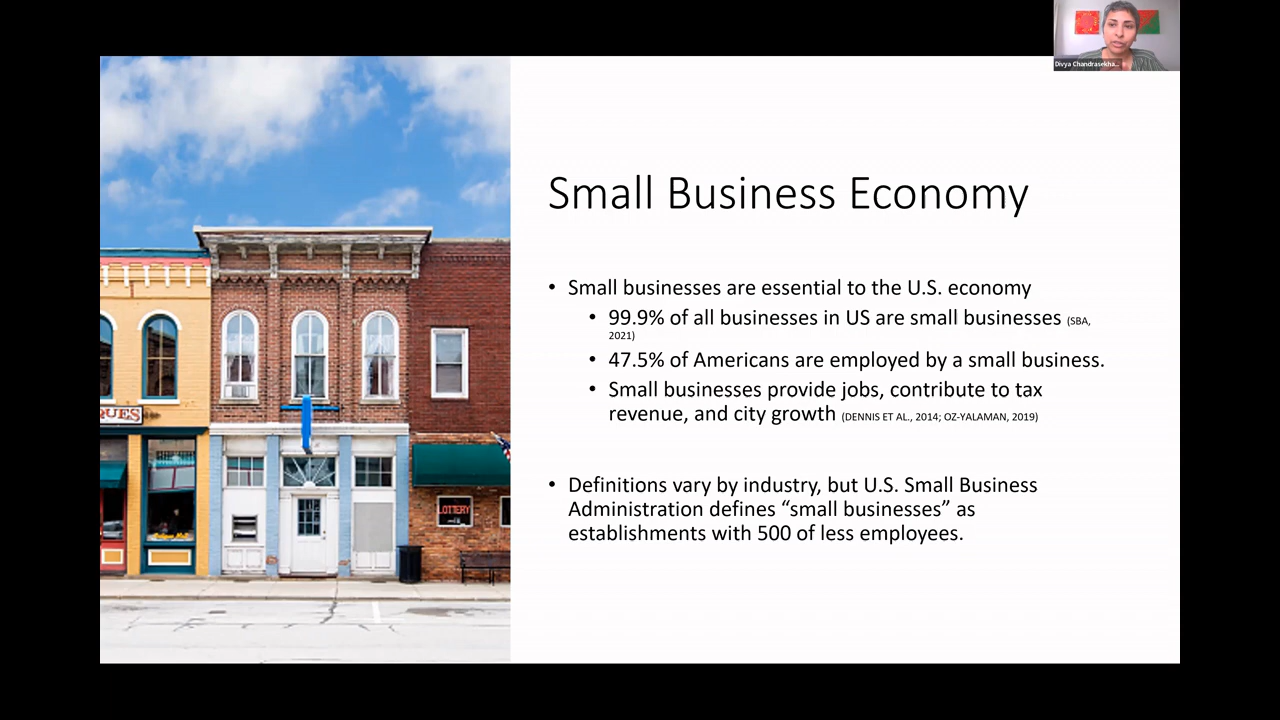 Divya Chandrasekha...
Small Business Economy
• Small businesses are essential to the U.S. economy
• 99.9% of all businesses in US are small businesses (SBA,
2021)
• 47.5% of Americans are employed by a small business.
• Small businesses provide jobs, contribute to tax
revenue, and city growth (DENNIS ET AL., 2014; OZ-YALAMAN, 2019)
• Definitions vary by industry, but U.S. Small Business
Administration defines “small businesses” as
establishments with 500 of less employees.
QUES
LOTTERY